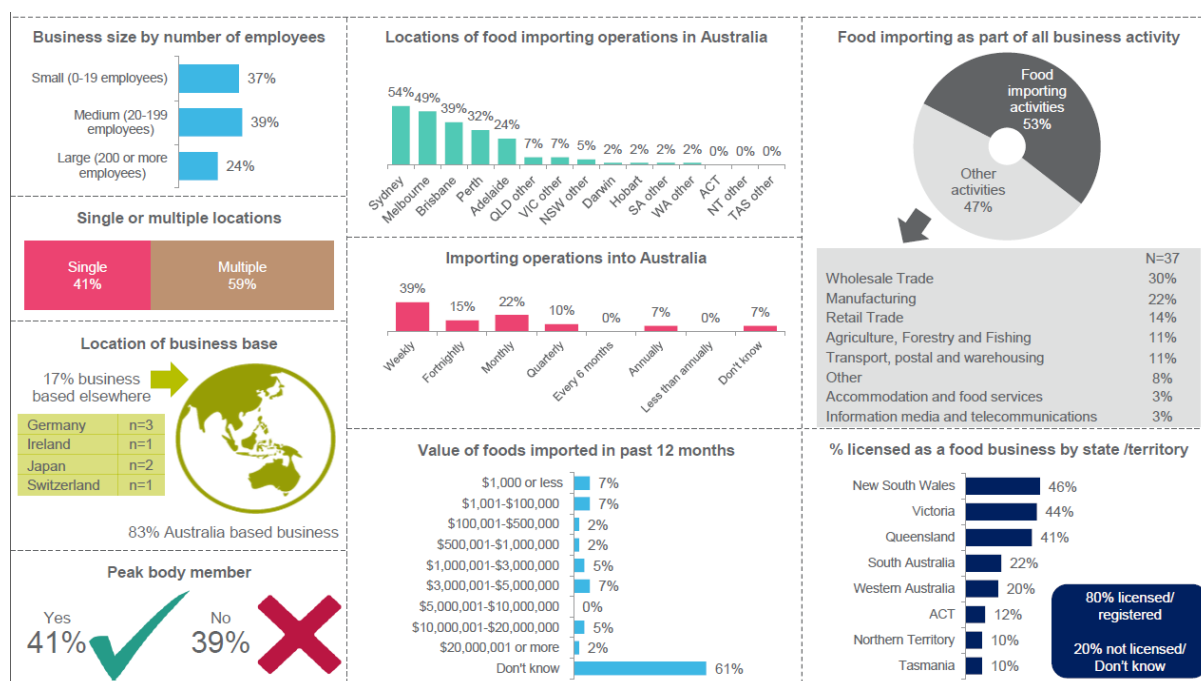 Business size by number of employees
Small (0-19 employees) 37%
Medium (20-199
employees) 39%
Large (200 or more
employees) 24%
Single or multiple locations
Single
41%
Multiple
59%
Location of business base
17% business
based elsewhere
Germany n=3
Ireland n=1
Japan n=2
Switzerland n=1
83% Australia based business
Peak body member
Yes
41%
No
39%
Locations of food importing operations in Australia
54% 49% 39% 32% 24% 7% 7% 5% 2% 2% 2% 2% 0% 0% 0%
Sydney
Melbourne
Brisbane
Perth
Adelaide
QLD other
VIC other
NSW other
Darwin
Hobart
SA other
WA other
ACT
NT other
TAS other
Importing operations into Australia
39% 15% 22% 10% 0% 7% 0% 7%
Weekly
Fortnightly
Monthly
Quarterly
Every 6 months
Annually
Less than annually
Don't know
Value of foods imported in past 12 months
$1,000 or less 7%
$1,001-$100,000 7%
$100,001-$500,000 2%
$500,001-$1,000,000 2%
$1,000,001-$3,000,000 5%
$3,000,001-$5,000,000 7%
$5,000,001-$10,000,000 0%
$10,000,001-$20,000,000 5%
$20,000,001 or more 2%
Don't know 61%
Food importing as part of all business activity
Food
importing
activities
53%
Other
activities
47%
N=37
Wholesale Trade 30%
Manufacturing 22%
Retail Trade 14%
Agriculture, Forestry and Fishing 11%
Transport, postal and warehousing 11%
Other 8%
Accommodation and food services 3%
Information media and telecommunications 3%
% licensed as a food business by state /territory
New South Wales 46%
Victoria 44%
Queensland 41%
South Australia 22%
Western Australia 20%
ACT 12%
Northern Territory 10%
Tasmania 10%
80% licensed/
registered
20% not licensed/
Don't know